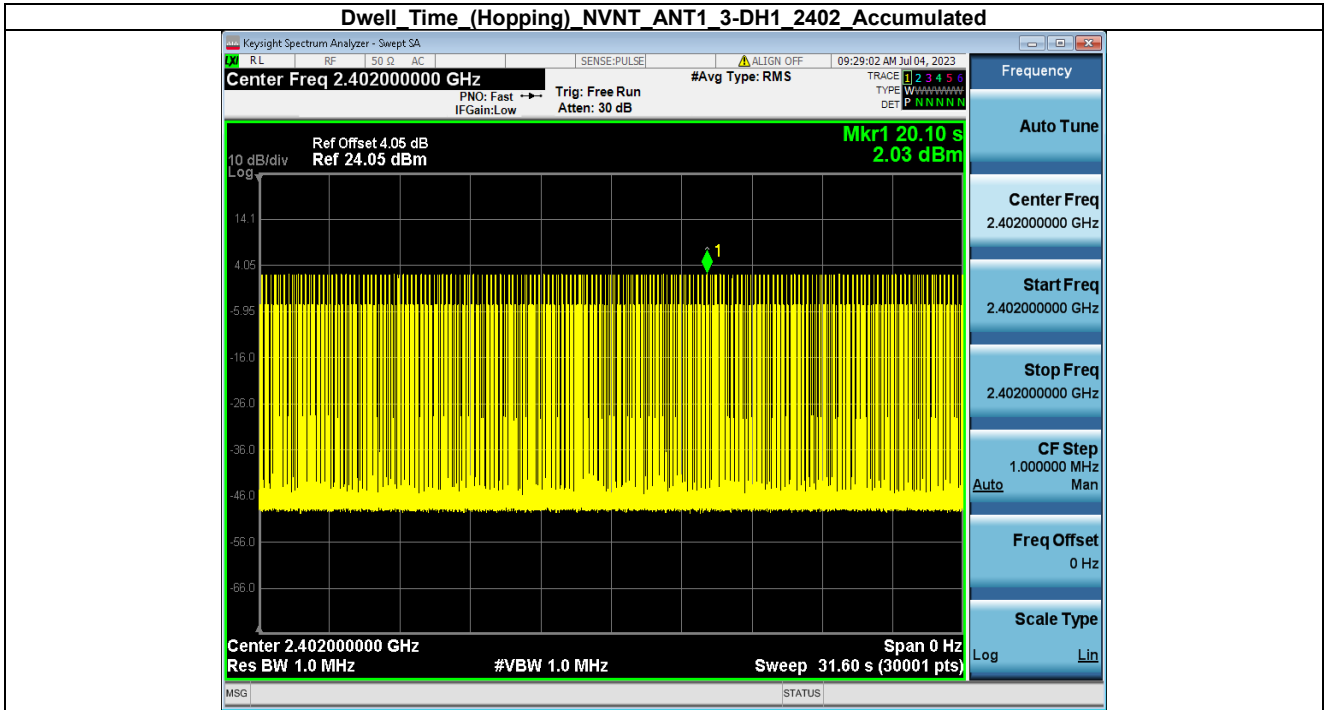 Dwell_Time_(Hopping)_NVNT_ANT1_3-DH1_2402_Accumulated
Keysight Spectrum Analyzer - Swept SA
LXI RL RF 50 Ω AC SENSE:PULSE ALIGN OFF 09:29:02 AM Jul 04, 2023
Center Freq 2.402000000 GHz #Avg Type: RMS TRACE 1 2 3 4 5 6
PNO: Fast Trig: Free Run TYPE WWWWWW
IFGain:Low Atten: 30 dB DET P N N N N N
Frequency
Mkr1 20.10 s
2.03 dBm
Ref Offset 4.05 dB
10 dB/div Ref 24.05 dBm
Log
14.1
4.05
-5.95
-16.0
-26.0
-36.0
-46.0
-56.0
-66.0
1
Center 2.402000000 GHz Span 0 Hz
Res BW 1.0 MHz #VBW 1.0 MHz Sweep 31.60 s (30001 pts)
MSG STATUS
Auto Tune
Center Freq
2.402000000 GHz
Start Freq
2.402000000 GHz
Stop Freq
2.402000000 GHz
CF Step
1.000000 MHz
Auto Man
Freq Offset
0 Hz
Scale Type
Log Lin